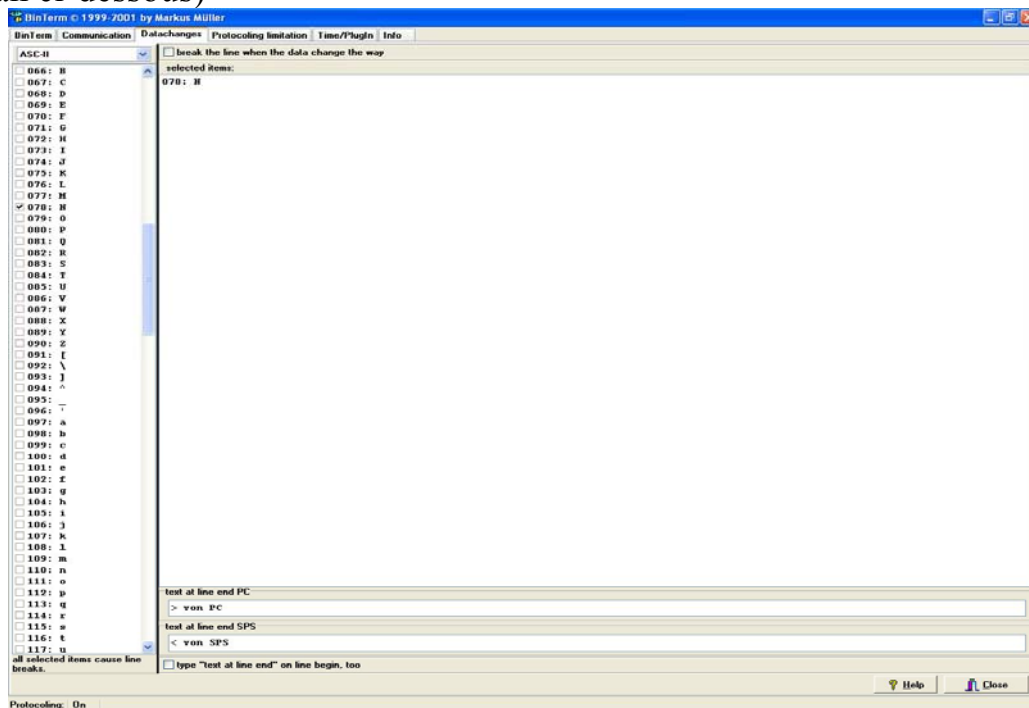 an ci-dessous)
BinTerm © 1999-2001 by Markus Müller
BinTerm Communication Datachanges Protocoling limitation Time/PlugIn Info
ASC-II
break the line when the data change the way
selected items:
078: N
066: B
067: C
068: D
069: E
070: F
071: G
072: H
073: I
074: J
075: K
076: L
077: M
078: N
079: O
080: P
081: Q
082: R
083: S
084: T
085: U
086: V
087: W
088: X
089: Y
090: Z
091: [
092: \
093: ]
094: ^
095: _
096: '
097: a
098: b
099: c
100: d
101: e
102: f
103: g
104: h
105: i
106: j
107: k
108: l
109: m
110: n
111: o
112: p
113: q
114: r
115: s
116: t
117: u
all selected items cause line
breaks.
text at line end PC
> von PC
text at line end SPS
< von SPS
type "text at line end" on line begin, too
Help Close
Protocoling: On